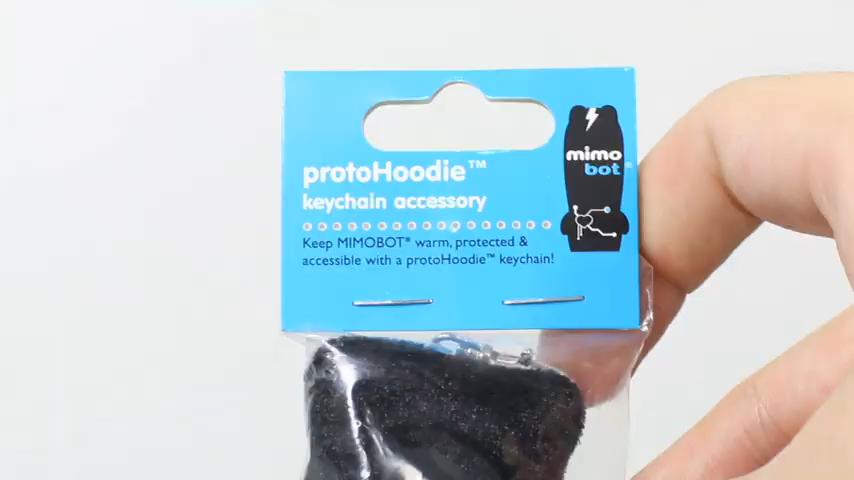 protoHoodie™
keychain accessory
Keep MIMOBOT® warm, protected &
accessible with a protoHoodie™ keychain!
mimo
bot®